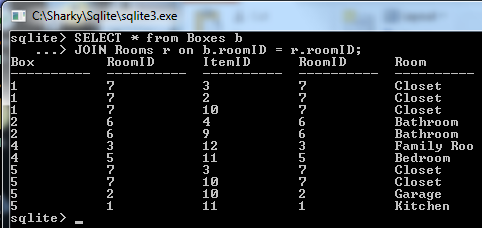 C:\Sharky\Sqlite\sqlite3.exe
sqlite> SELECT * from Boxes b
...> JOIN Rooms r on b.roomID = r.roomID;
Box RoomID ItemID RoomID Room
---------- ---------- ---------- ---------- ----------
1 7 3 7 Closet
1 7 2 7 Closet
1 7 10 7 Closet
2 6 4 6 Bathroom
2 6 9 6 Bathroom
4 3 12 3 Family Roo
4 5 11 5 Bedroom
5 7 3 7 Closet
5 7 10 7 Closet
5 2 10 2 Garage
5 1 11 1 Kitchen
sqlite> _